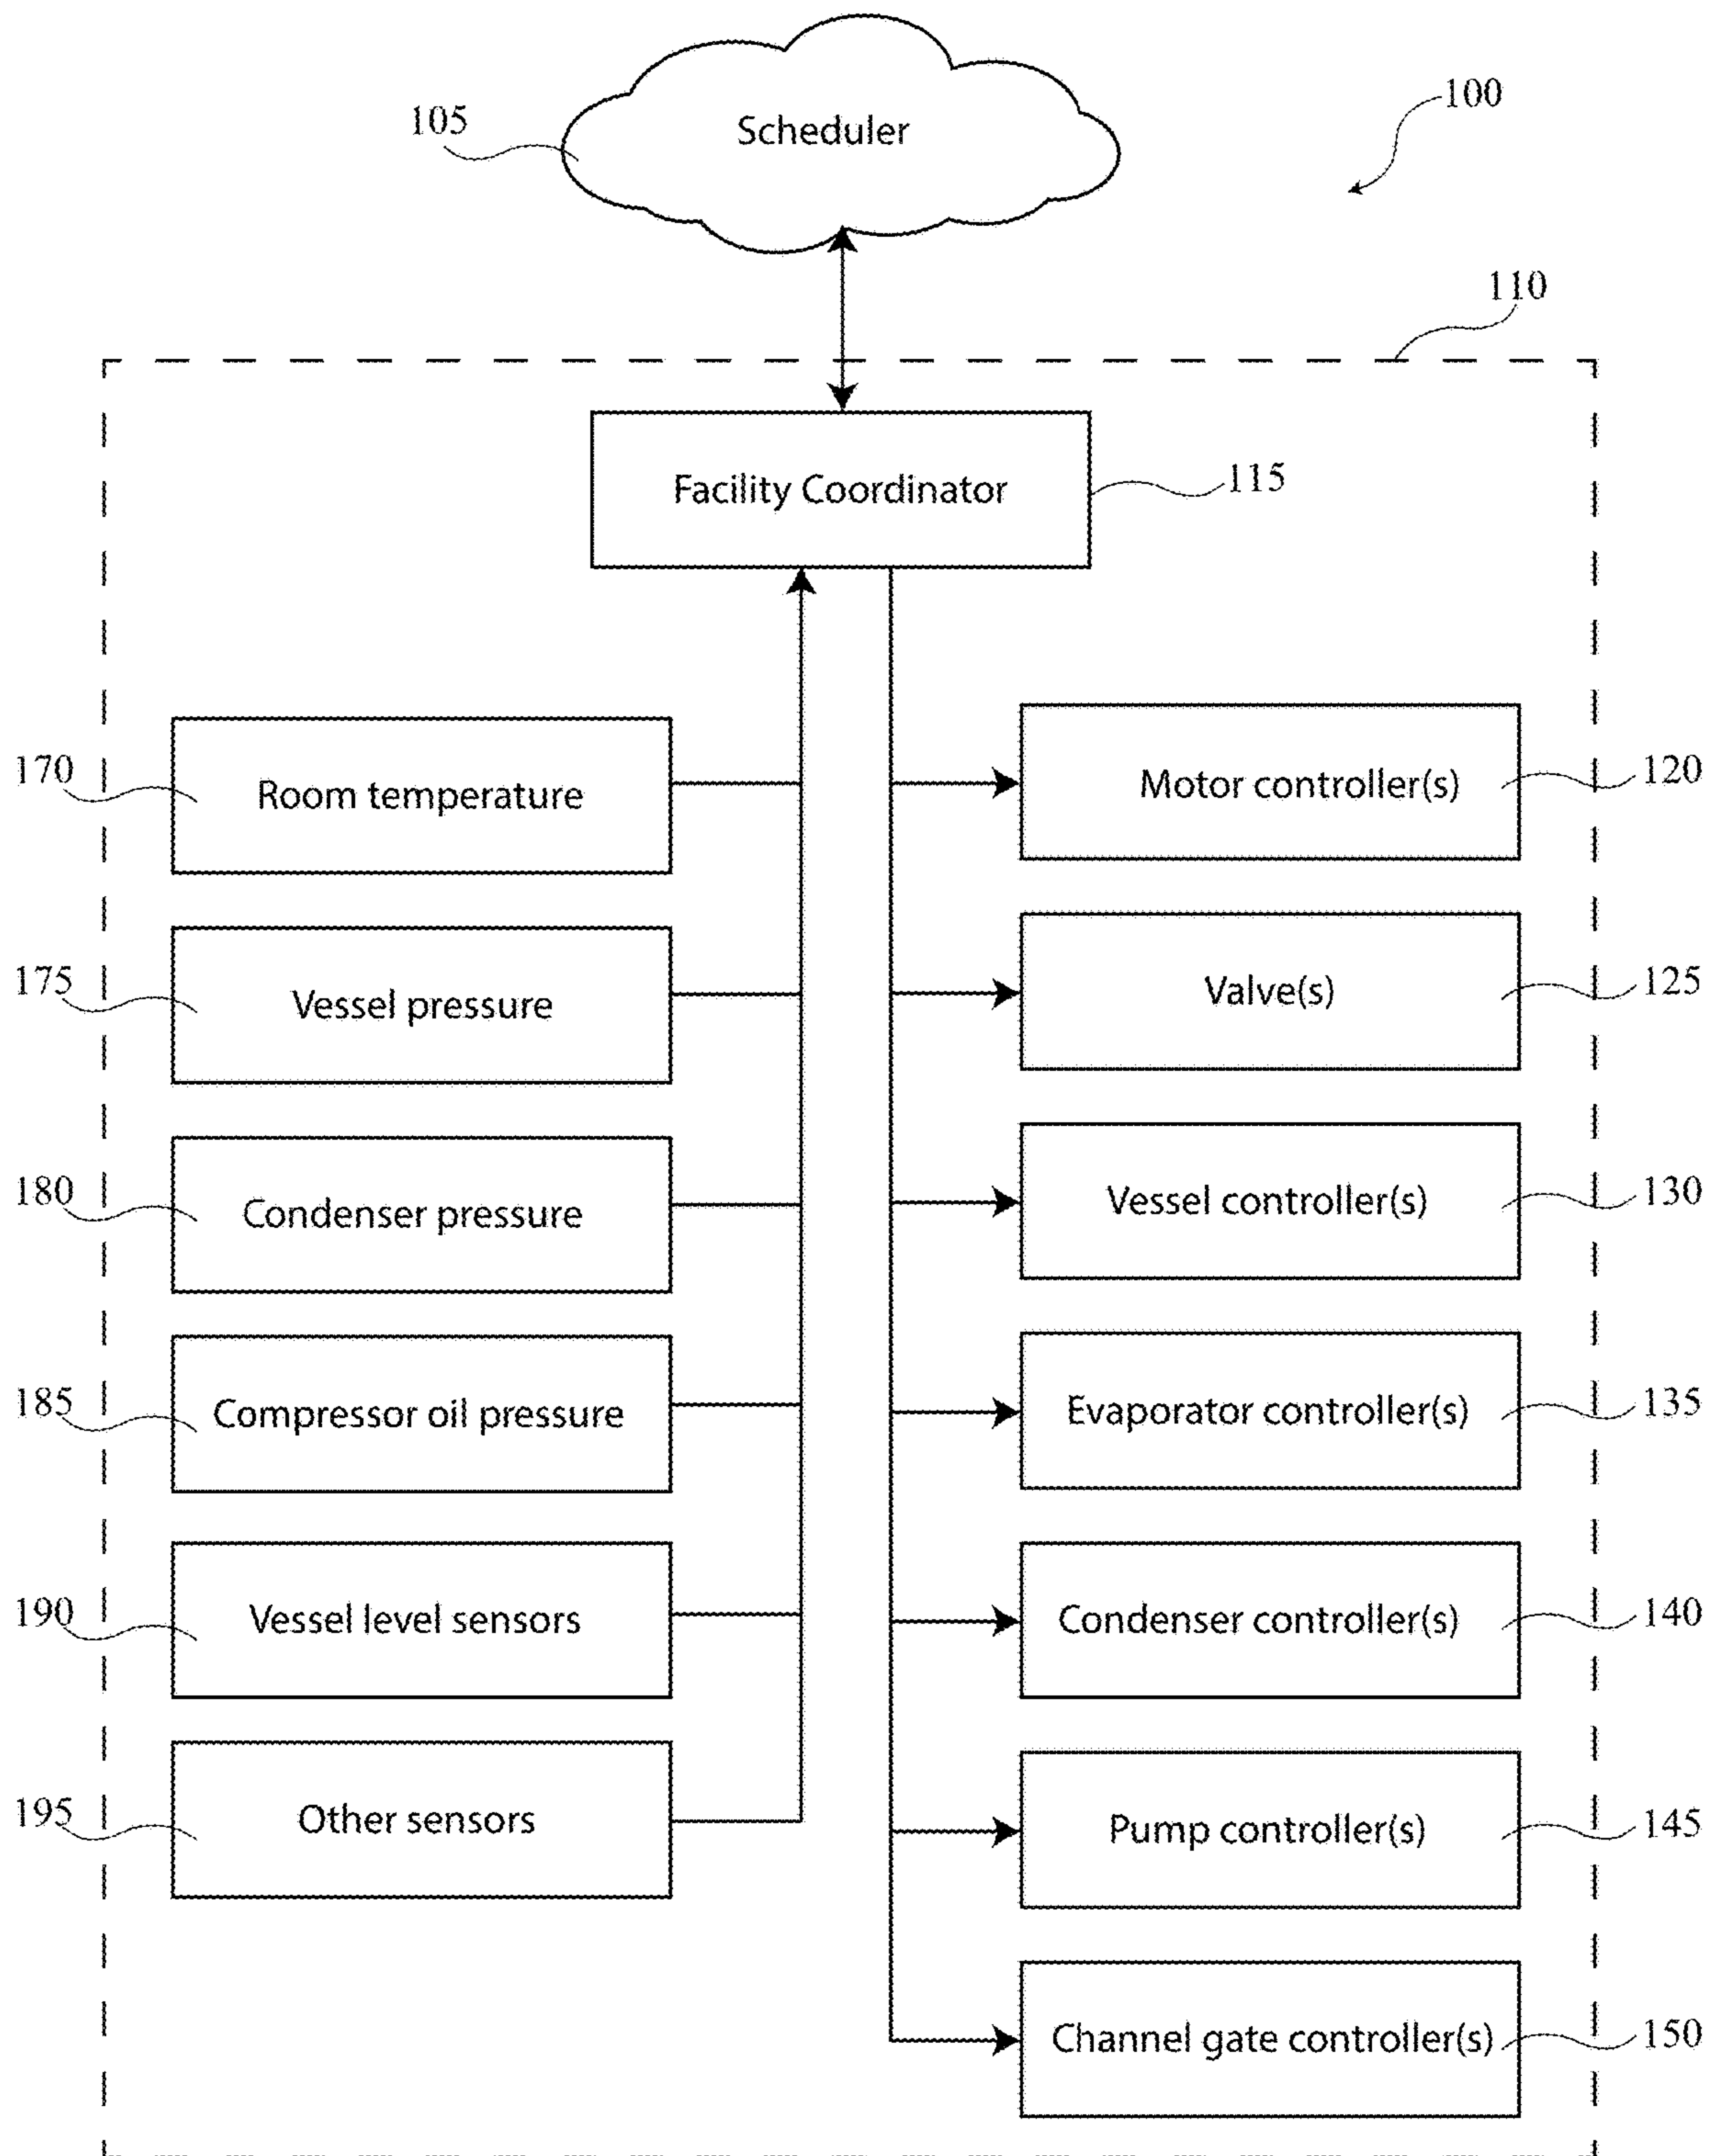 Scheduler
105
100
110
Facility Coordinator
115
170
Room temperature
Motor controller(s)
120
175
Vessel pressure
Valve(s)
125
180
Condenser pressure
Vessel controller(s)
130
185
Compressor oil pressure
Evaporator controller(s)
135
190
Vessel level sensors
Condenser controller(s)
140
195
Other sensors
Pump controller(s)
145
Channel gate controller(s)
150